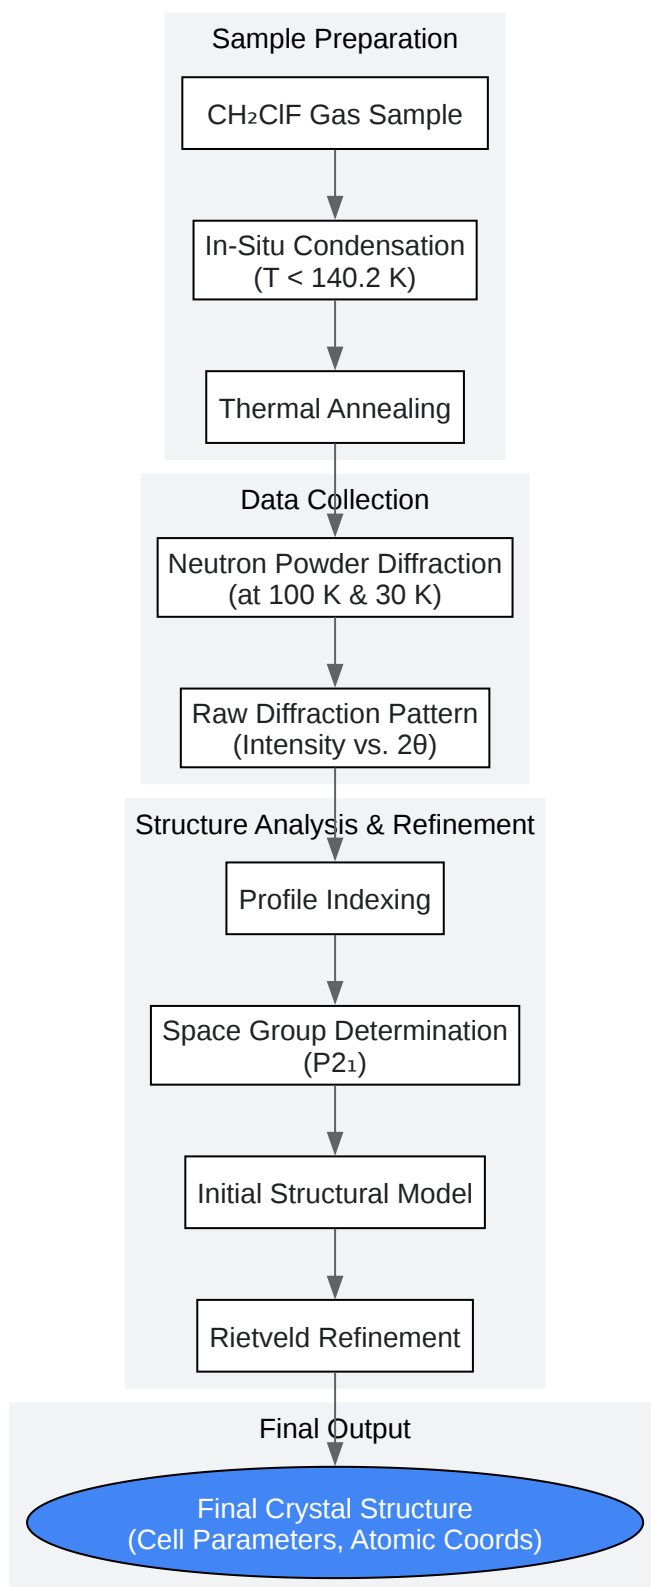 Sample Preparation
CH₂ClF Gas Sample
In-Situ Condensation
(T < 140.2 K)
Thermal Annealing
Data Collection
Neutron Powder Diffraction
(at 100 K & 30 K)
Raw Diffraction Pattern
(Intensity vs. 2θ)
Structure Analysis & Refinement
Profile Indexing
Space Group Determination
(P2₁)
Initial Structural Model
Rietveld Refinement
Final Output
Final Crystal Structure
(Cell Parameters, Atomic Coords)